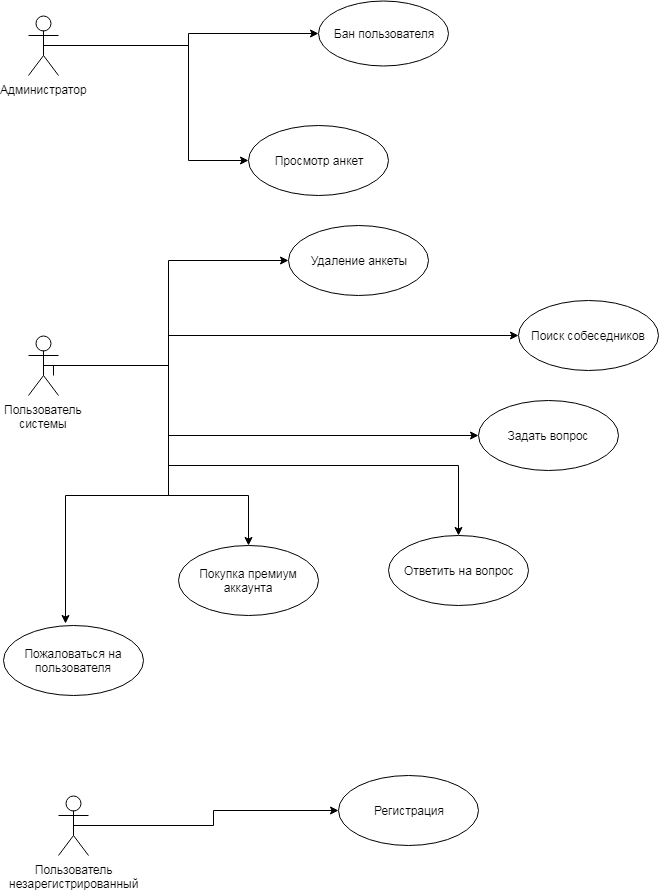 Бан пользователя
Администратор
Просмотр анкет
Удаление анкеты
Поиск собеседников
Пользователь
системы
Задать вопрос
Покупка премиум
аккаунта
Ответить на вопрос
Пожаловаться на
пользователя
Регистрация
Пользователь
незарегистрированный